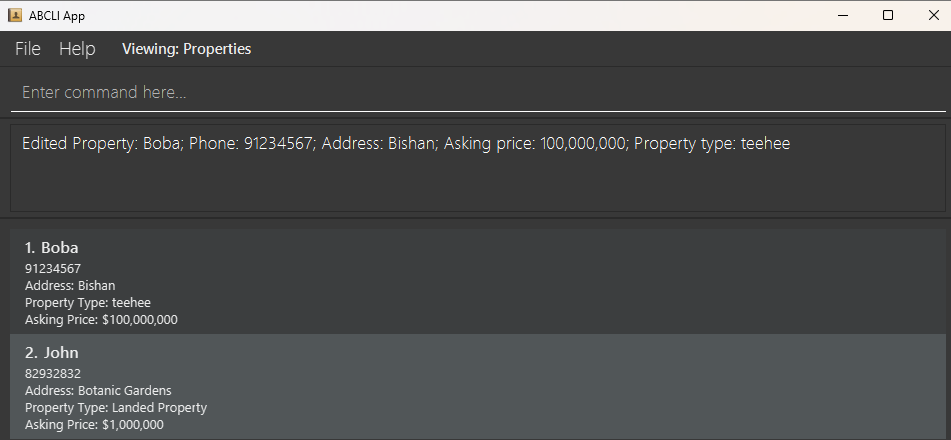 ABCLI App
File Help Viewing: Properties
Enter command here...
Edited Property: Boba; Phone: 91234567; Address: Bishan; Asking price: 100,000,000; Property type: teehee
1. Boba
91234567
Address: Bishan
Property Type: teehee
Asking Price: $100,000,000
2. John
82932832
Address: Botanic Gardens
Property Type: Landed Property
Asking Price: $1,000,000